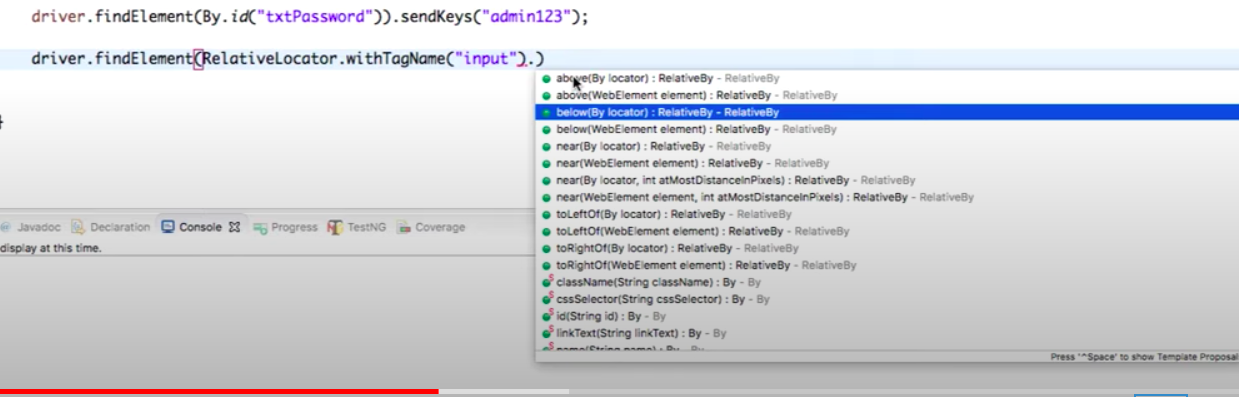 driver.findElement(By.id("txtPassword")).sendKeys("admin123");
driver.findElement(RelativeLocator.withTagName("input").)
above(By locator) : RelativeBy - RelativeBy
above(WebElement element) : RelativeBy - RelativeBy
below(By locator) : RelativeBy - RelativeBy
below(WebElement element) : RelativeBy - RelativeBy
near(By locator) : RelativeBy - RelativeBy
near(WebElement element) : RelativeBy - RelativeBy
near(By locator, int atMostDistanceInPixels) : RelativeBy - RelativeBy
near(WebElement element, int atMostDistanceInPixels) : RelativeBy - RelativeBy
toLeftOf(By locator) : RelativeBy - RelativeBy
toLeftOf(WebElement element) : RelativeBy - RelativeBy
toRightOf(By locator) : RelativeBy - RelativeBy
toRightOf(WebElement element) : RelativeBy - RelativeBy
className(String className) : By - By
cssSelector(String cssSelector) : By - By
id(String id) : By - By
linkText(String linkText) : By - By
name(String name) : By - By
Press '^Space' to show Template Proposal
}
@ Javadoc Declaration Console Progress TestNG Coverage
display at this time.